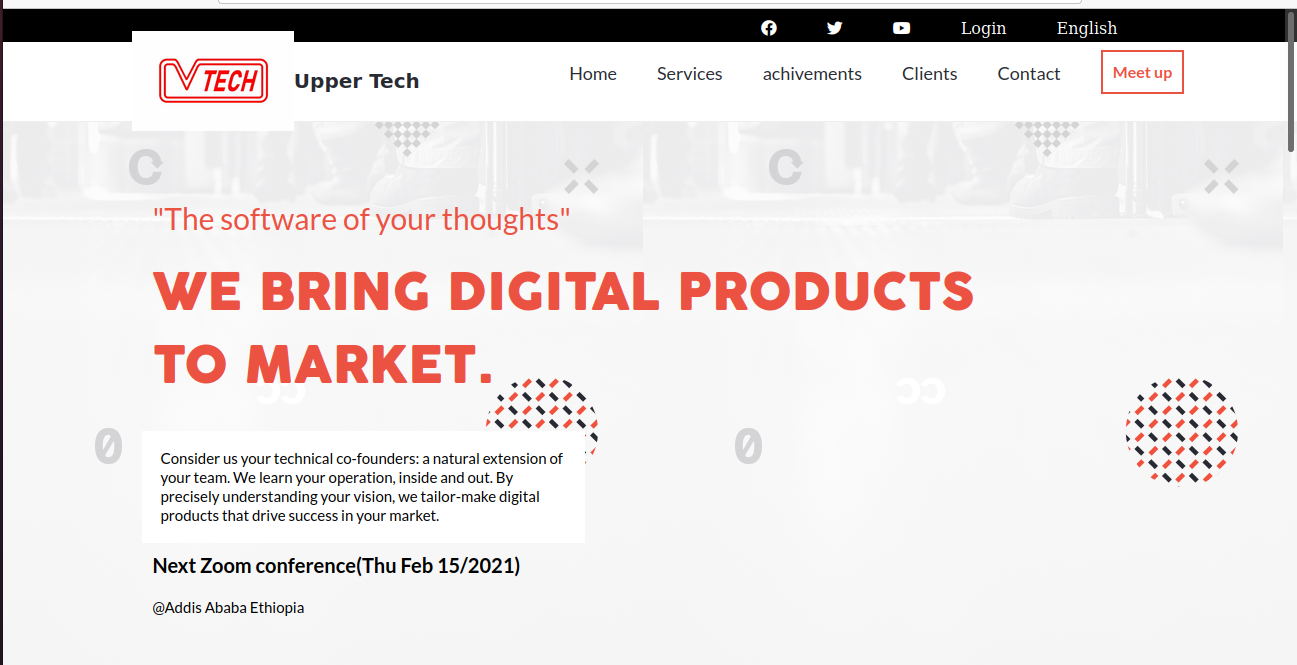 Login English
VTECH
Upper Tech
Home Services achivements Clients Contact Meet up
C C
"The software of your thoughts"
WE BRING DIGITAL PRODUCTS
TO MARKET.
0 0
Consider us your technical co-founders: a natural extension of
your team. We learn your operation, inside and out. By
precisely understanding your vision, we tailor-make digital
products that drive success in your market.
Next Zoom conference(Thu Feb 15/2021)
@Addis Ababa Ethiopia